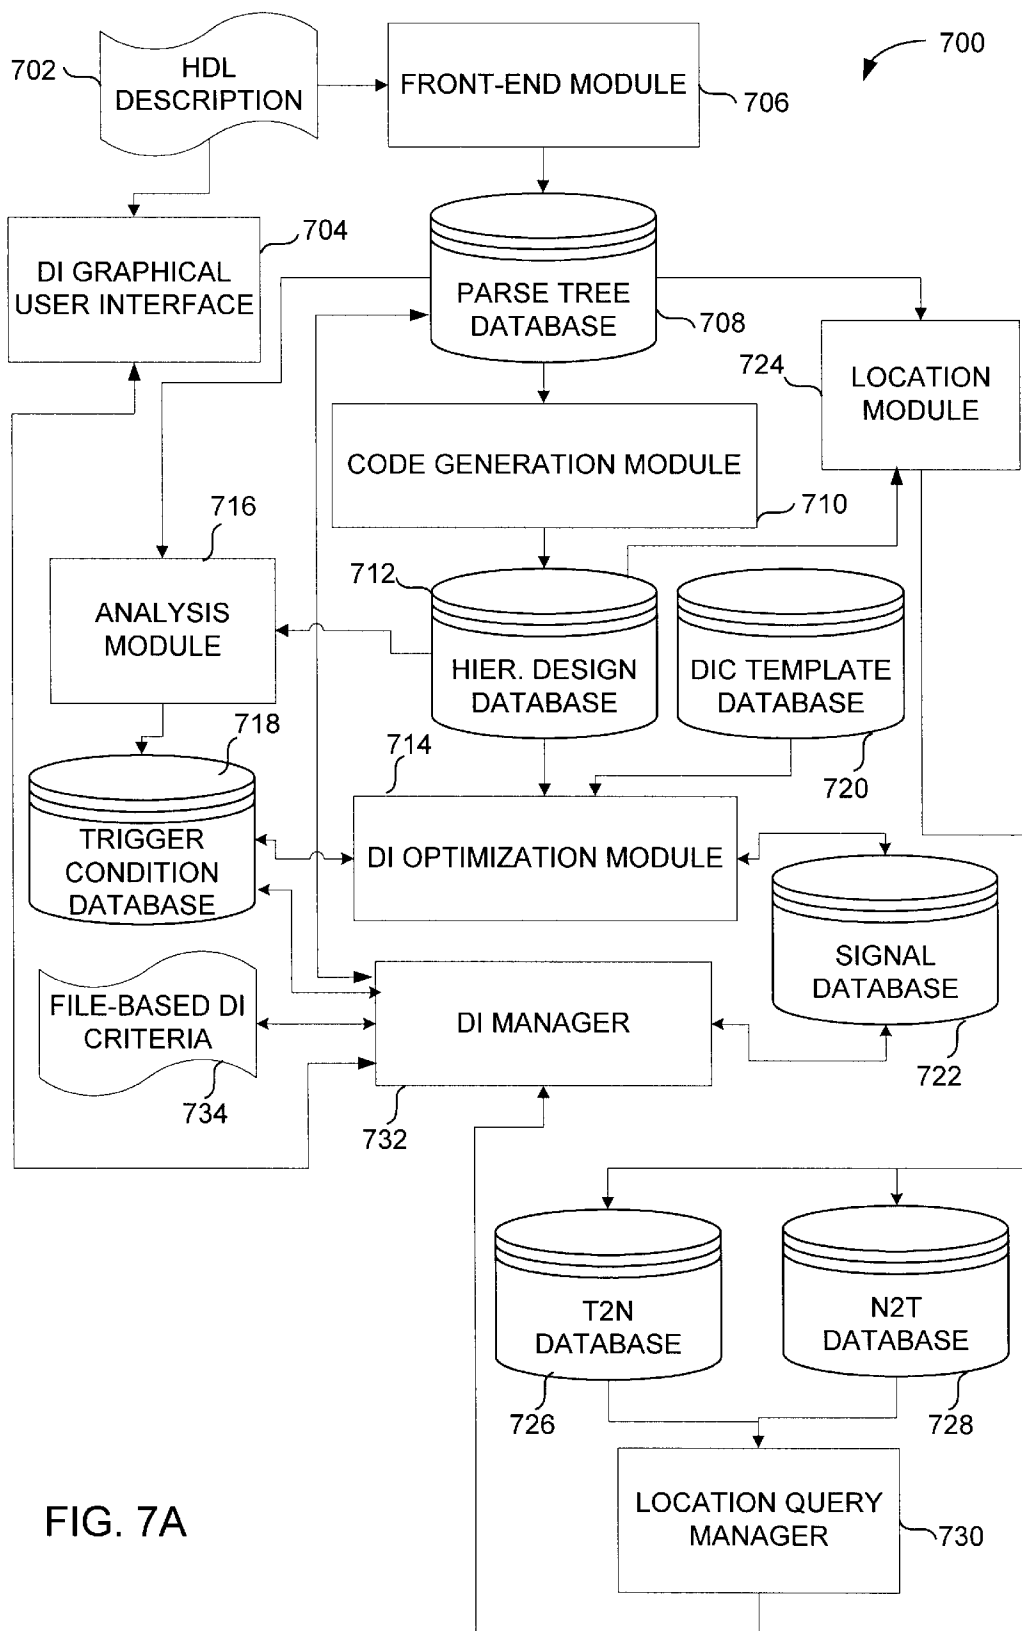 700
702
HDL
DESCRIPTION
FRONT-END MODULE
706
704
DI GRAPHICAL
USER INTERFACE
PARSE TREE
DATABASE
708
724
LOCATION
MODULE
CODE GENERATION MODULE
710
716
ANALYSIS
MODULE
712
HIER. DESIGN
DATABASE
DIC TEMPLATE
DATABASE
720
718
TRIGGER
CONDITION
DATABASE
714
DI OPTIMIZATION MODULE
SIGNAL
DATABASE
722
FILE-BASED DI
CRITERIA
734
DI MANAGER
732
T2N
DATABASE
726
N2T
DATABASE
728
LOCATION QUERY
MANAGER
730
FIG. 7A